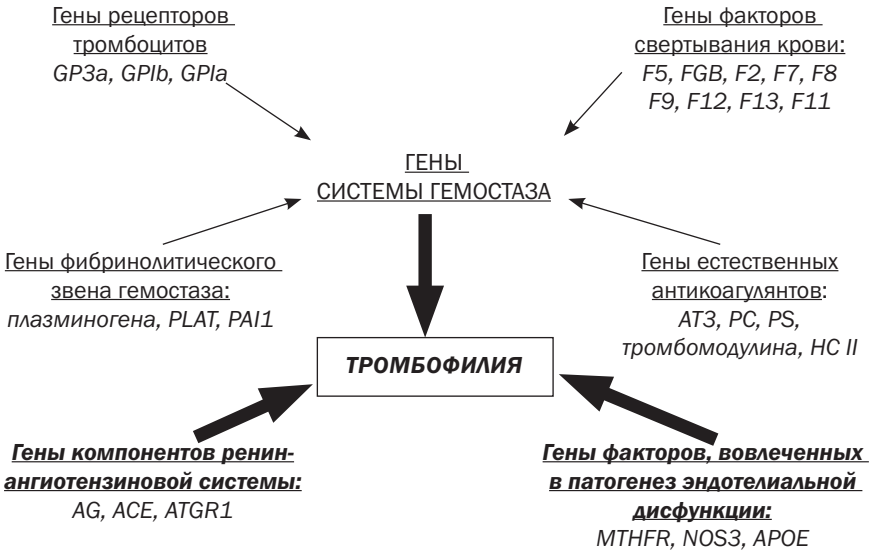 Гены рецепторов
тромбоцитов
GP3a, GPIb, GPIa
Гены факторов
свертывания крови:
F5, FGB, F2, F7, F8
F9, F12, F13, F11
ГЕНЫ
СИСТЕМЫ ГЕМОСТАЗА
Гены фибринолитического
звена гемостаза:
плазминогена, PLAT, PAI1
Гены естественных
антикоагулянтов:
AT3, PC, PS,
тромбомодулина, HC II
ТРОМБОФИЛИЯ
Гены компонентов ренин-
ангиотензиновой системы:
AG, ACE, ATGR1
Гены факторов, вовлеченных
в патогенез эндотелиальной
дисфункции:
MTHFR, NOS3, APOE